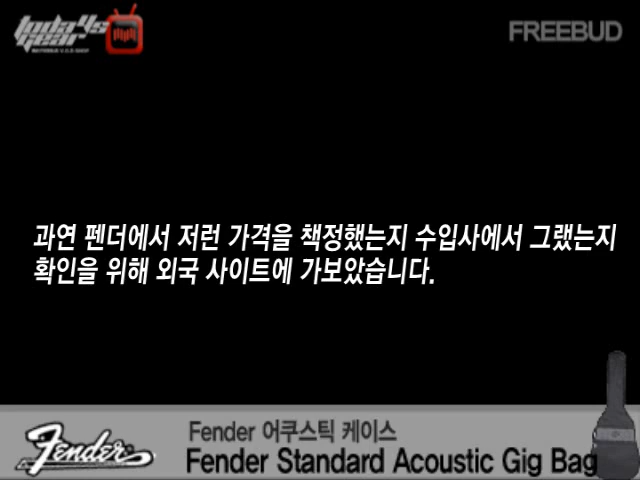 today's gear
FREEBUD
과연 펜더에서 저런 가격을 책정했는지 수입사에서 그랬는지
확인을 위해 외국 사이트에 가보았습니다.
Fender
Fender 어쿠스틱 케이스
Fender Standard Acoustic Gig Bag